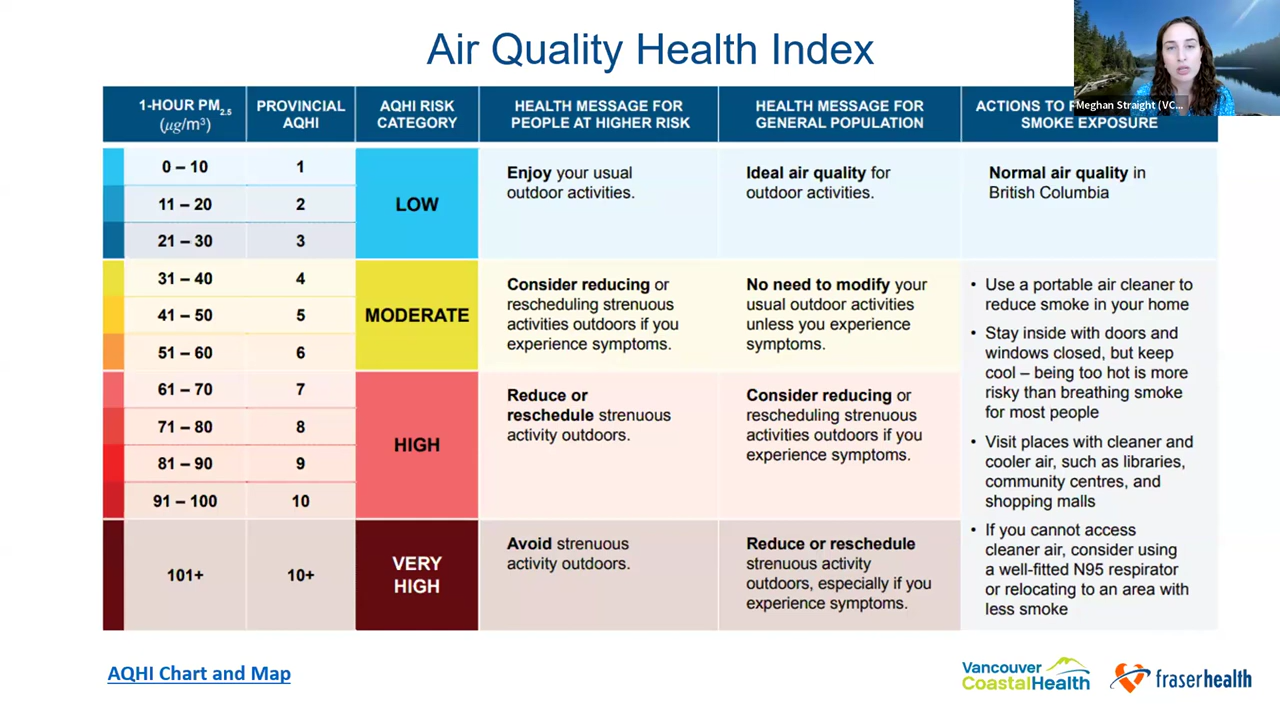 Air Quality Health Index
Meghan Straight (VC...
1-HOUR PM2.5
(µg/m³)
PROVINCIAL
AQHI
AQHI RISK
CATEGORY
HEALTH MESSAGE FOR
PEOPLE AT HIGHER RISK
HEALTH MESSAGE FOR
GENERAL POPULATION
ACTIONS TO
SMOKE EXPOSURE
0 – 10
1
11 – 20
2
21 – 30
3
LOW
Enjoy your usual
outdoor activities.
Ideal air quality for
outdoor activities.
Normal air quality in
British Columbia
31 – 40
4
41 – 50
5
51 – 60
6
MODERATE
Consider reducing or
rescheduling strenuous
activities outdoors if you
experience symptoms.
No need to modify your
usual outdoor activities
unless you experience
symptoms.
61 – 70
7
71 – 80
8
81 – 90
9
91 – 100
10
HIGH
Reduce or
reschedule strenuous
activity outdoors.
Consider reducing or
rescheduling strenuous
activities outdoors if you
experience symptoms.
101+
10+
VERY
HIGH
Avoid strenuous
activity outdoors.
Reduce or reschedule
strenuous activity
outdoors, especially if you
experience symptoms.
• Use a portable air cleaner to
reduce smoke in your home
• Stay inside with doors and
windows closed, but keep
cool – being too hot is more
risky than breathing smoke
for most people
• Visit places with cleaner and
cooler air, such as libraries,
community centres, and
shopping malls
• If you cannot access
cleaner air, consider using
a well-fitted N95 respirator
or relocating to an area with
less smoke
AQHI Chart and Map
Vancouver
CoastalHealth
fraserhealth